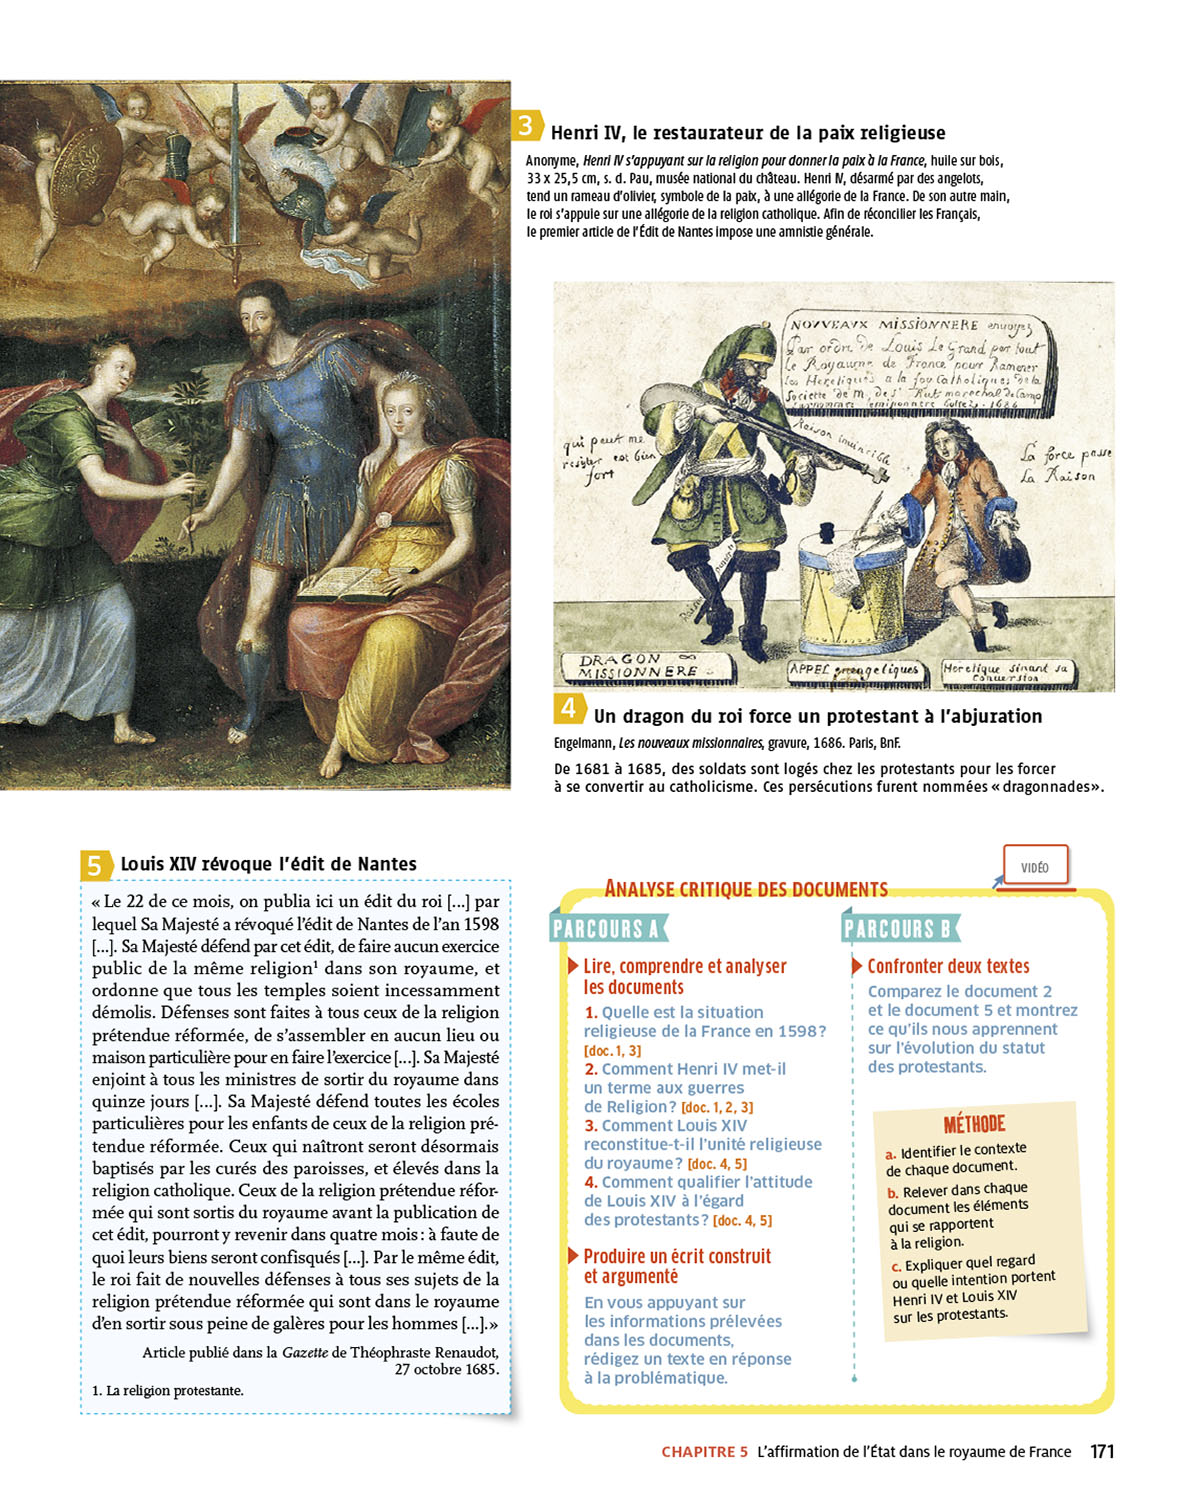 3 Henri IV, le restaurateur de la paix religieuse
Anonyme, Henri IV s'appuyant sur la religion pour donner la paix à la France, huile sur bois,
33 x 25,5 cm, s. d. Pau, musée national du château. Henri IV, désarmé par des angelots,
tend un rameau d'olivier, symbole de la paix, à une allégorie de la France. De son autre main,
le roi s'appuie sur une allégorie de la religion catholique. Afin de réconcilier les Français,
le premier article de l'Édit de Nantes impose une amnistie générale.
NOUVEAUX MISSIONNERE envoyez
Par ordre de Louis Le Grand par tout
le Royaume de France pour Ramener
Les Heretiques a la foy Catholiques de la
Societte de m des
1686
qui peut me
resister est bien
fort
Raison invincible
La force passe
La Raison
DRAGON
MISSIONNERE
APPEL evangeliques
Heretique sinant sa
Conversion
4 Un dragon du roi force un protestant à l'abjuration
Engelmann, Les nouveaux missionnaires, gravure, 1686. Paris, BnF.
De 1681 à 1685, des soldats sont logés chez les protestants pour les forcer
à se convertir au catholicisme. Ces persécutions furent nommées « dragonnades ».
5 Louis XIV révoque l'édit de Nantes
« Le 22 de ce mois, on publia ici un édit du roi [...] par
lequel Sa Majesté a révoqué l'édit de Nantes de l'an 1598
[...]. Sa Majesté défend par cet édit, de faire aucun exercice
public de la même religion¹ dans son royaume, et
ordonne que tous les temples soient incessamment
démolis. Défenses sont faites à tous ceux de la religion
prétendue réformée, de s'assembler en aucun lieu ou
maison particulière pour en faire l'exercice [...]. Sa Majesté
enjoint à tous les ministres de sortir du royaume dans
quinze jours [...]. Sa Majesté défend toutes les écoles
particulières pour les enfants de ceux de la religion pré-
tendue réformée. Ceux qui naîtront seront désormais
baptisés par les curés des paroisses, et élevés dans la
religion catholique. Ceux de la religion prétendue réfor-
mée qui sont sortis du royaume avant la publication de
cet édit, pourront y revenir dans quatre mois : à faute de
quoi leurs biens seront confisqués [...]. Par le même édit,
le roi fait de nouvelles défenses à tous ses sujets de la
religion prétendue réformée qui sont dans le royaume
d'en sortir sous peine de galères pour les hommes [...]. »
Article publié dans la Gazette de Théophraste Renaudot,
27 octobre 1685.
1. La religion protestante.
VIDÉO
ANALYSE CRITIQUE DES DOCUMENTS
PARCOURS A
Lire, comprendre et analyser
les documents
1. Quelle est la situation
religieuse de la France en 1598 ?
[doc. 1, 3]
2. Comment Henri IV met-il
un terme aux guerres
de Religion ? [doc. 1, 2, 3]
3. Comment Louis XIV
reconstitue-t-il l'unité religieuse
du royaume ? [doc. 4, 5]
4. Comment qualifier l'attitude
de Louis XIV à l'égard
des protestants ? [doc. 4, 5]
Produire un écrit construit
et argumenté
En vous appuyant sur
les informations prélevées
dans les documents,
rédigez un texte en réponse
à la problématique.
PARCOURS B
Confronter deux textes
Comparez le document 2
et le document 5 et montrez
ce qu'ils nous apprennent
sur l'évolution du statut
des protestants.
MÉTHODE
a. Identifier le contexte
de chaque document.
b. Relever dans chaque
document les éléments
qui se rapportent
à la religion.
c. Expliquer quel regard
ou quelle intention portent
Henri IV et Louis XIV
sur les protestants.
CHAPITRE 5 L'affirmation de l'État dans le royaume de France 171